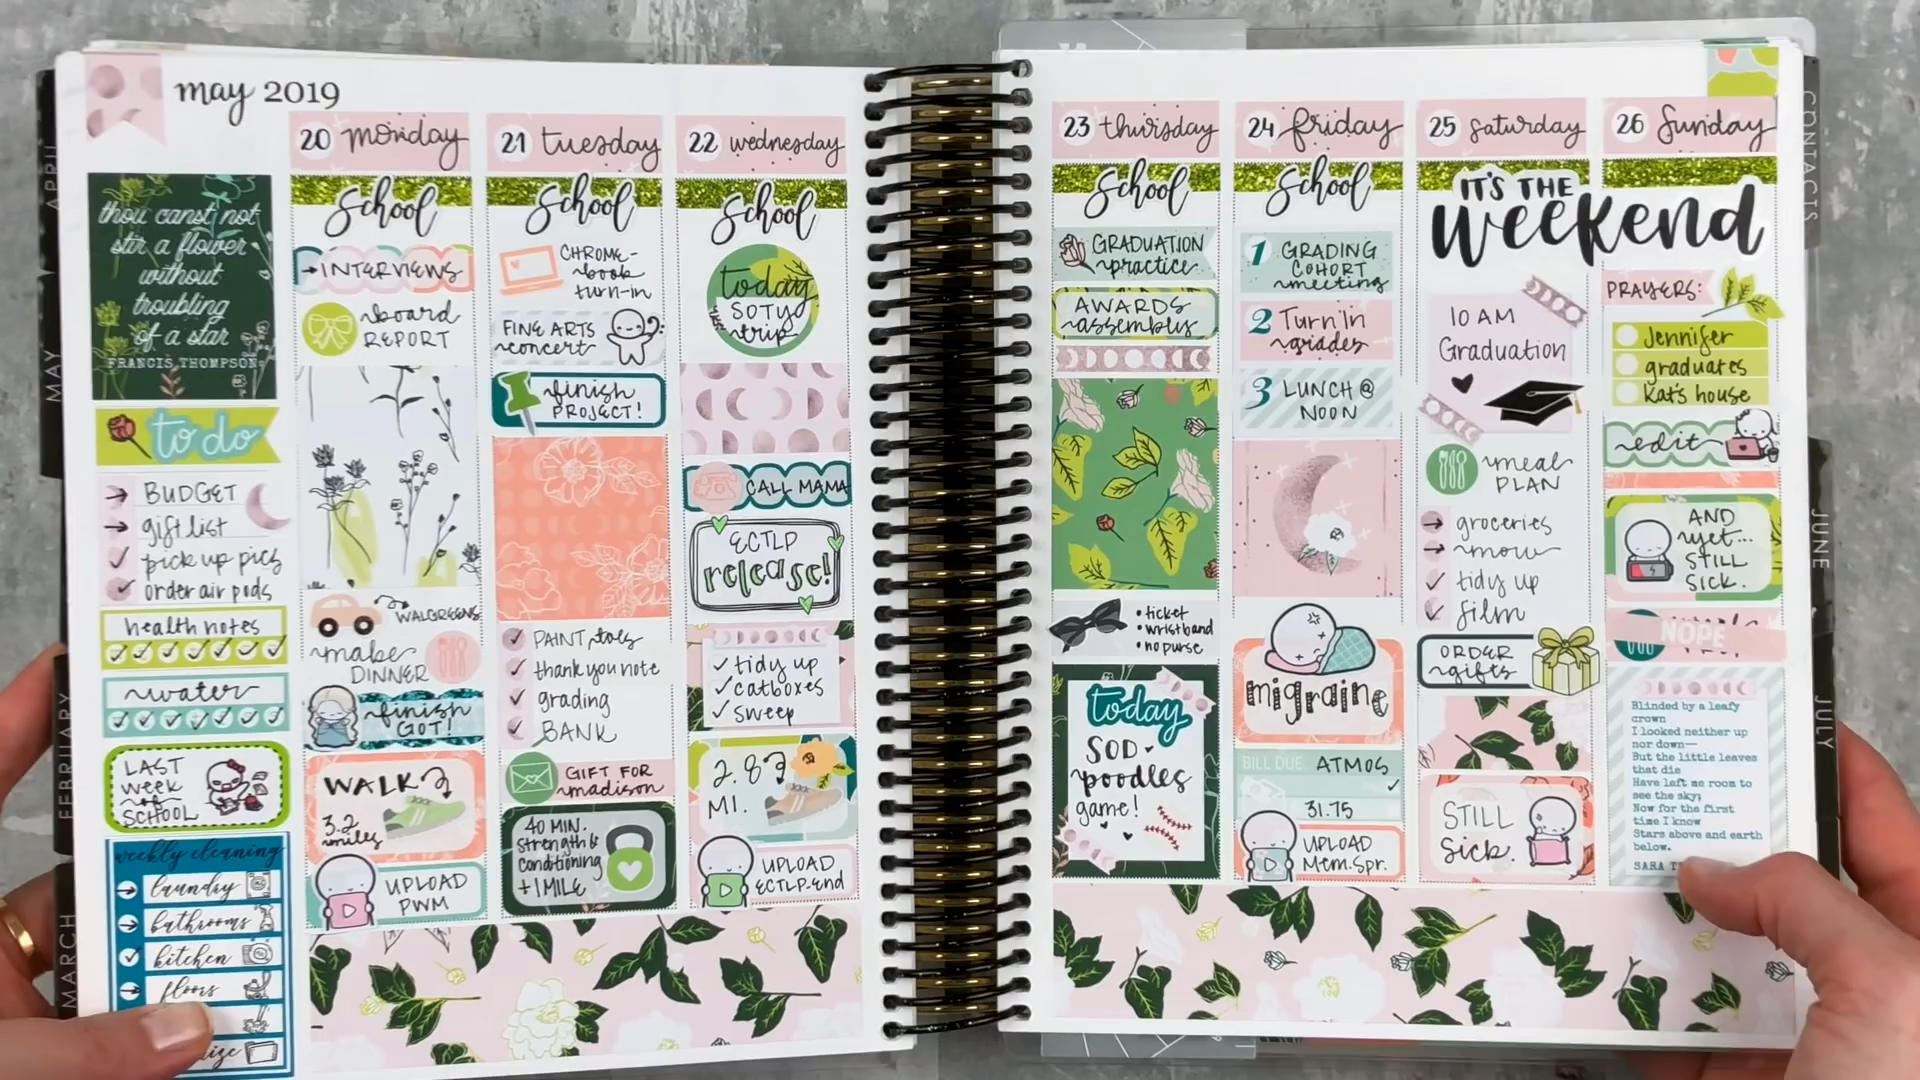 may 2019
thou canst not
stir a flower
without
troubling
of a star
FRANCIS THOMPSON
to do
BUDGET
gift list
pick up pics
order air pods
health notes
water
LAST
week
of
SCHOOL
weekly cleaning
laundry
bathrooms
kitchen
floors
20 monday
School
INTERVIEWS
board
REPORT
WALGREENS
make
DINNER
finish
GOT!
WALK
3.2
miles
UPLOAD
PWM
21 tuesday
School
CHROME-
book
turn-in
FINE ARTS
concert
finish
PROJECT!
PAINT toes
thank you note
grading
BANK
GIFT FOR
madison
40 MIN.
Strength &
Conditioning
+1 MILE
22 wednesday
School
today
SOTY
trip
CALL MAMA
ECTLP
release!
tidy up
catboxes
sweep
2.83
MI.
UPLOAD
ECTLP-End
23 thursday
School
GRADUATION
practice
AWARDS
assembly
• ticket
• wristband
• no purse
today
SOD
poodles
game!
24 friday
School
1 GRADING
COHORT
meeting
2 Turn in
grades
3 LUNCH @
NOON
migraine
BILL DUE ATMOS
31.75
UPLOAD
Mem.Spr.
25 saturday
IT'S THE
weekend
10 AM
Graduation
meal
PLAN
groceries
mow
tidy up
film
ORDER
gifts
STILL
Sick.
26 Sunday
PRAYERS:
Jennifer
graduates
kat's house
edit
AND
yet...
STILL
SICK.
NOPE
Blinded by a leafy
crown
I looked neither up
nor down—
But the little leaves
that die
Have left me room to
see the sky;
Now for the first
time I know
Stars above and earth
below.
SARA
APRIL
MAY
FEBRUARY
MARCH
CONTACTS
JUNE
JULY